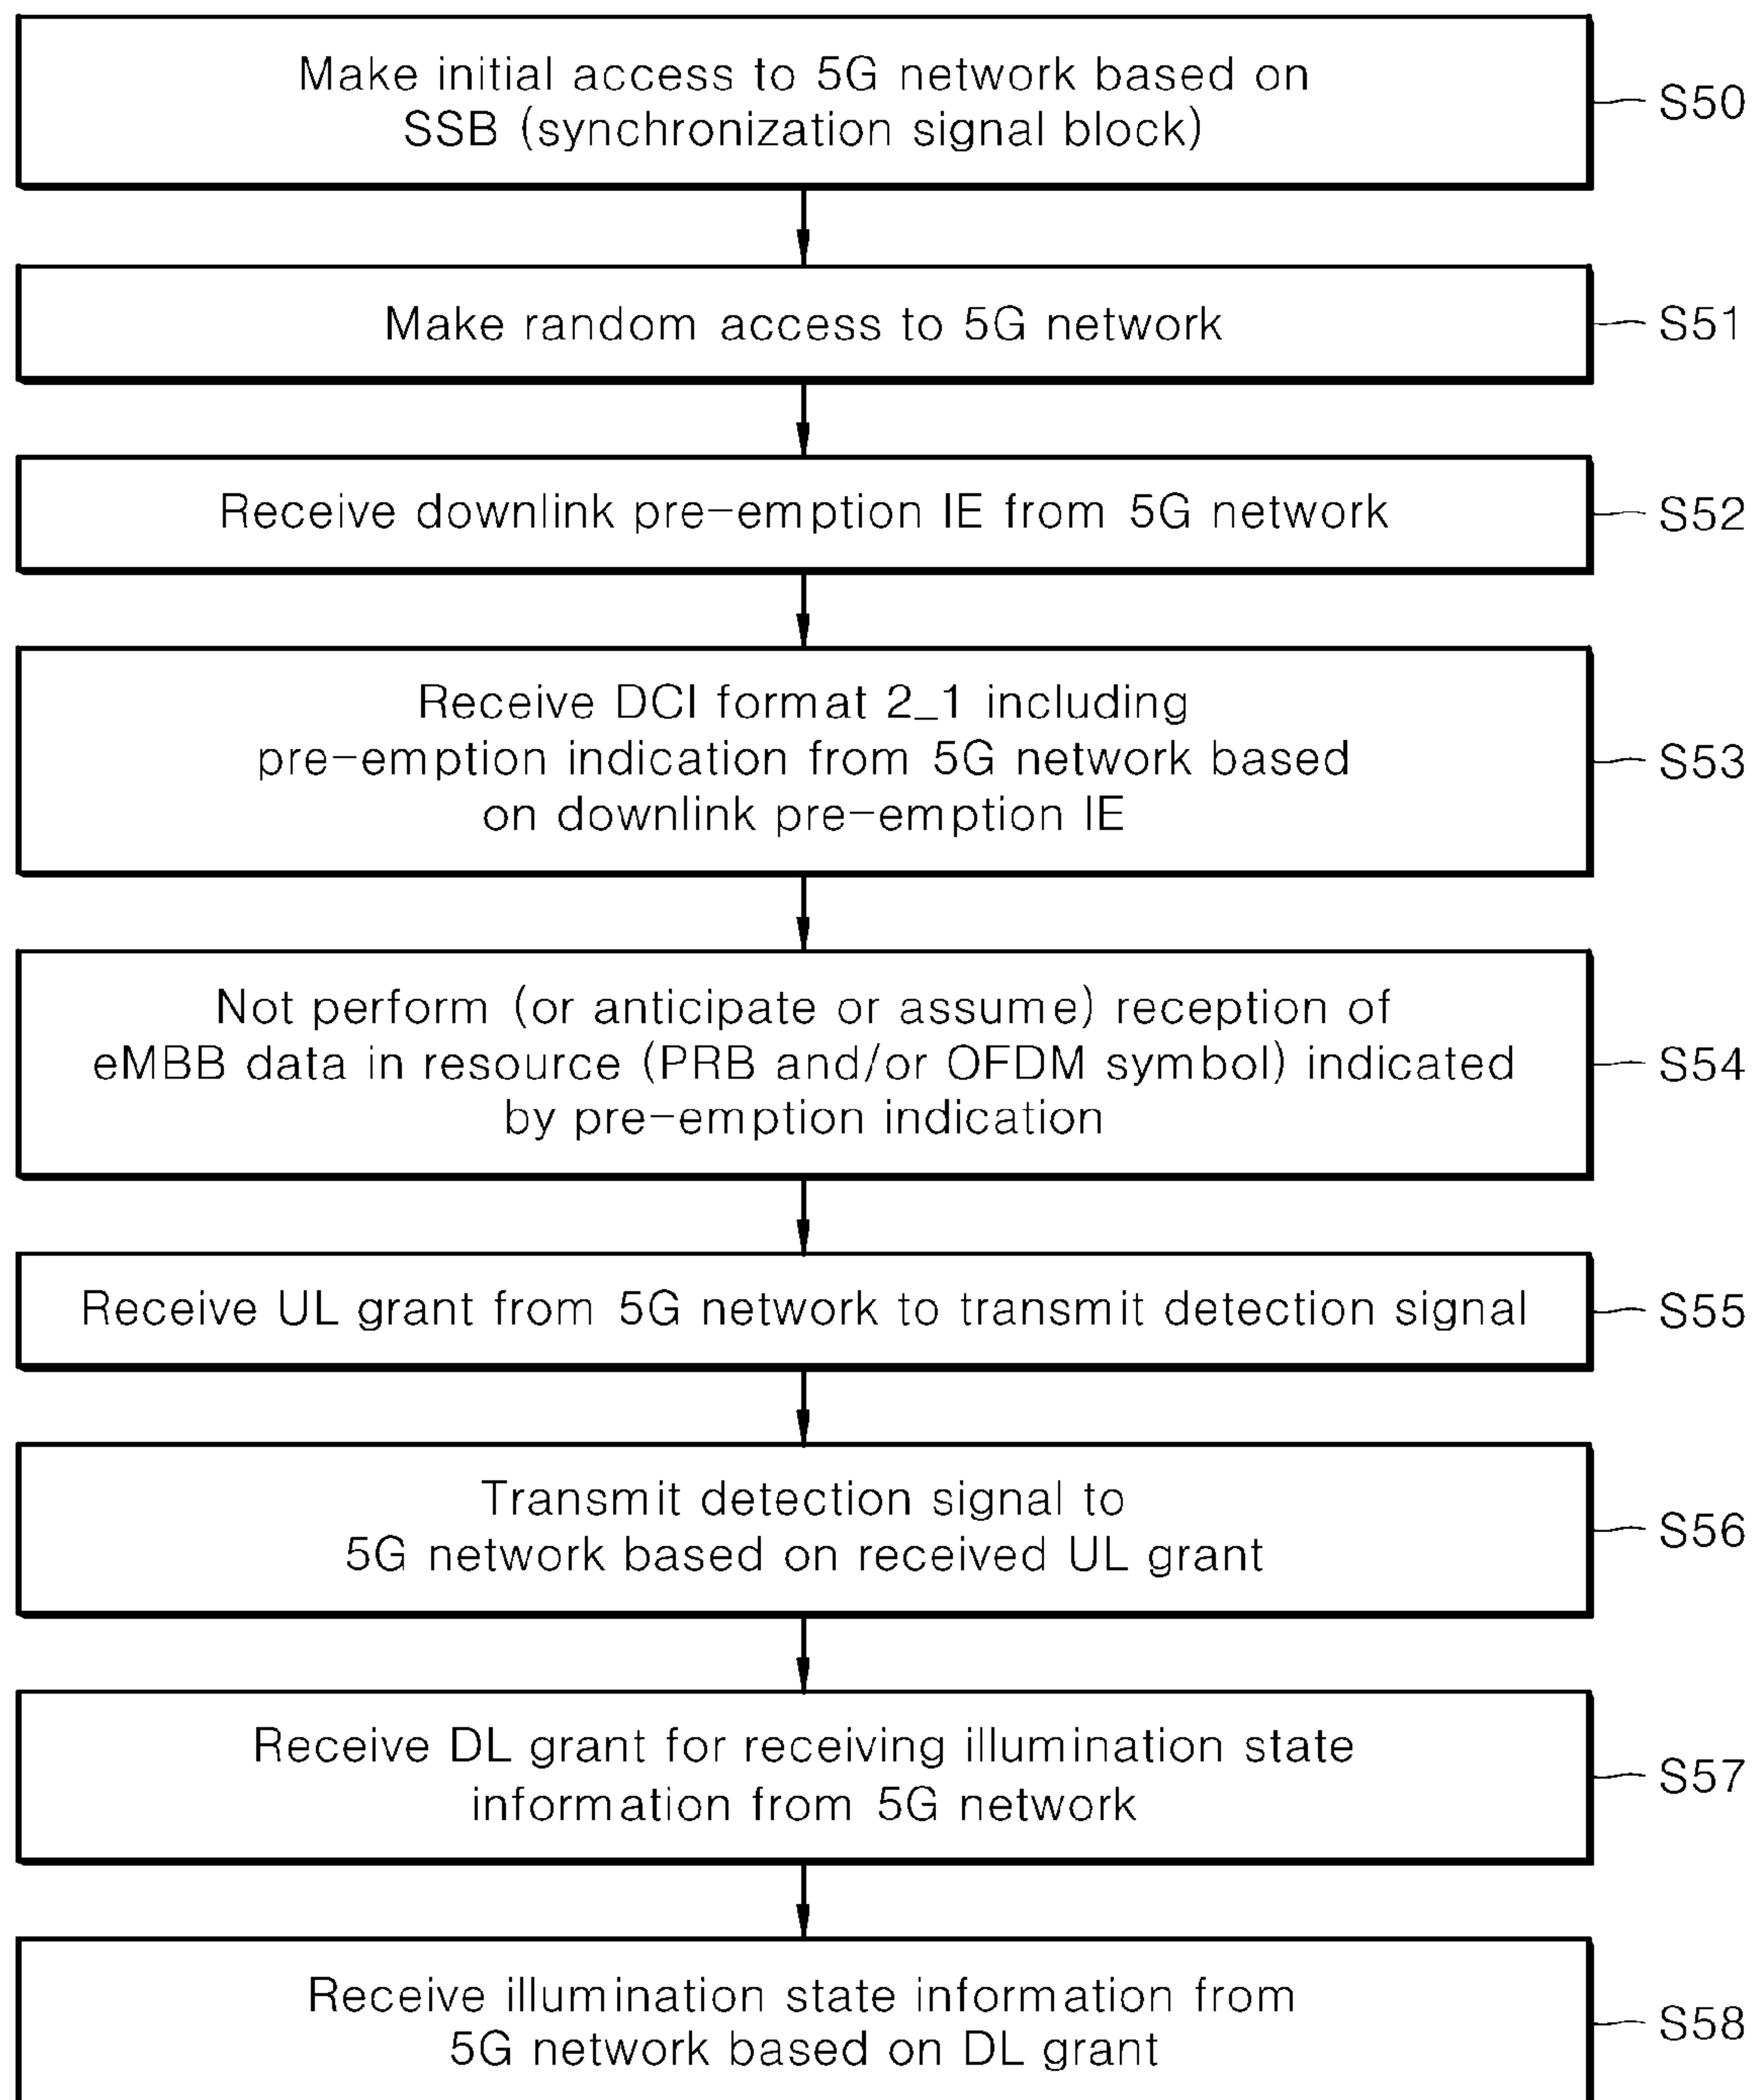 Make initial access to 5G network based on
SSB (synchronization signal block)
S50
Make random access to 5G network
S51
Receive downlink pre-emption IE from 5G network
S52
Receive DCI format 2_1 including
pre-emption indication from 5G network based
on downlink pre-emption IE
S53
Not perform (or anticipate or assume) reception of
eMBB data in resource (PRB and/or OFDM symbol) indicated
by pre-emption indication
S54
Receive UL grant from 5G network to transmit detection signal
S55
Transmit detection signal to
5G network based on received UL grant
S56
Receive DL grant for receiving illumination state
information from 5G network
S57
Receive illumination state information from
5G network based on DL grant
S58